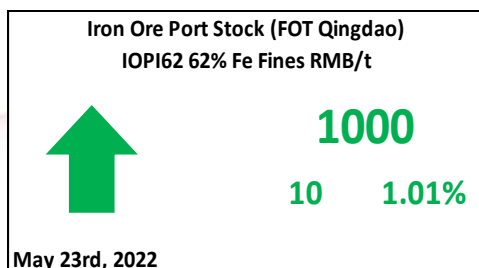 Iron Ore Port Stock (FOT Qingdao)
IOPI62 62% Fe Fines RMB/t
1000
10 1.01%
May 23rd, 2022